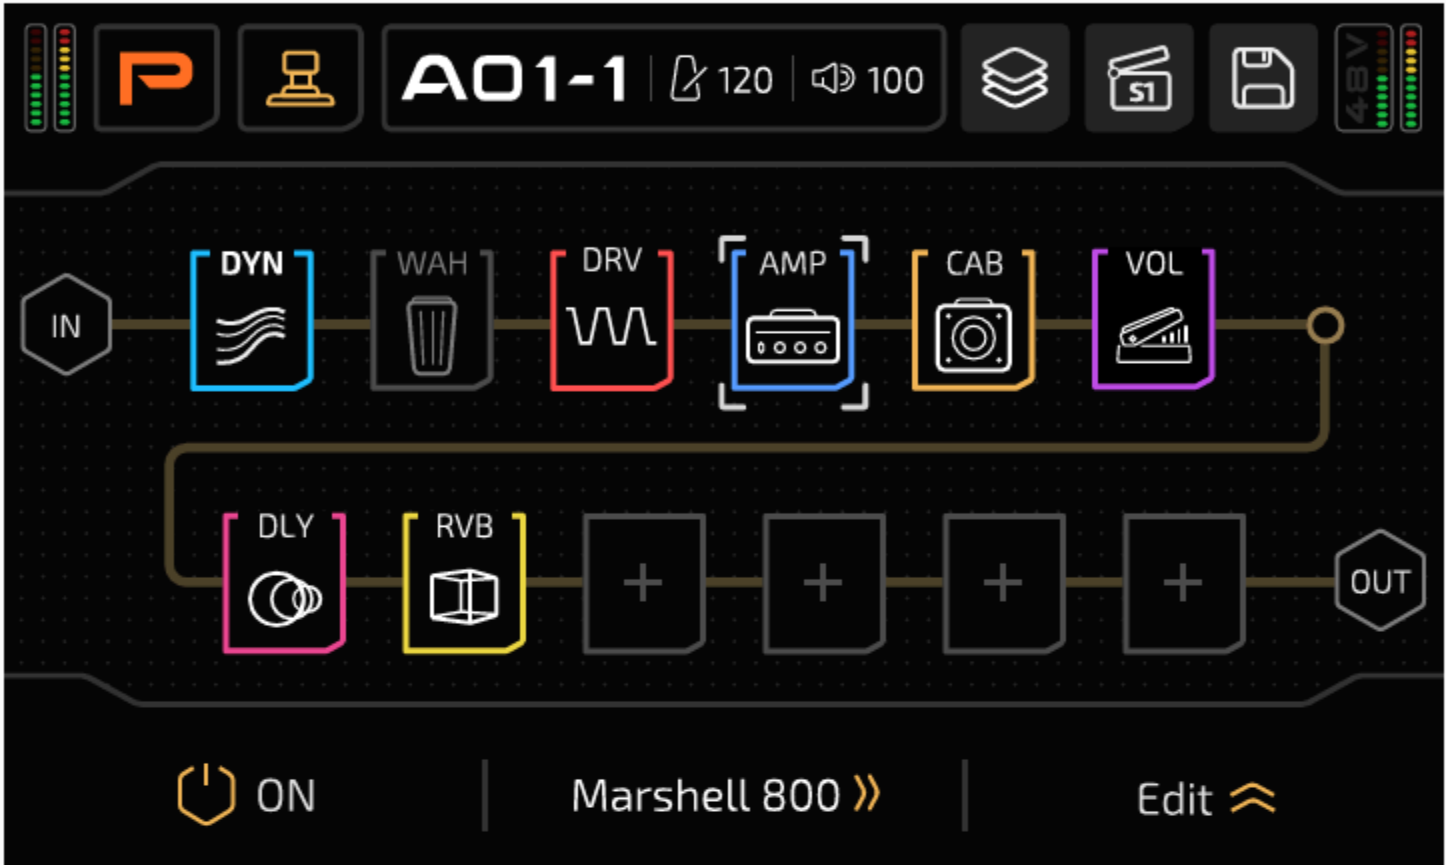 P A01-1 120 100 S1 48V
DYN WAH DRV AMP CAB VOL
IN
DLY RVB + + + +
OUT
ON Marshell 800 Edit